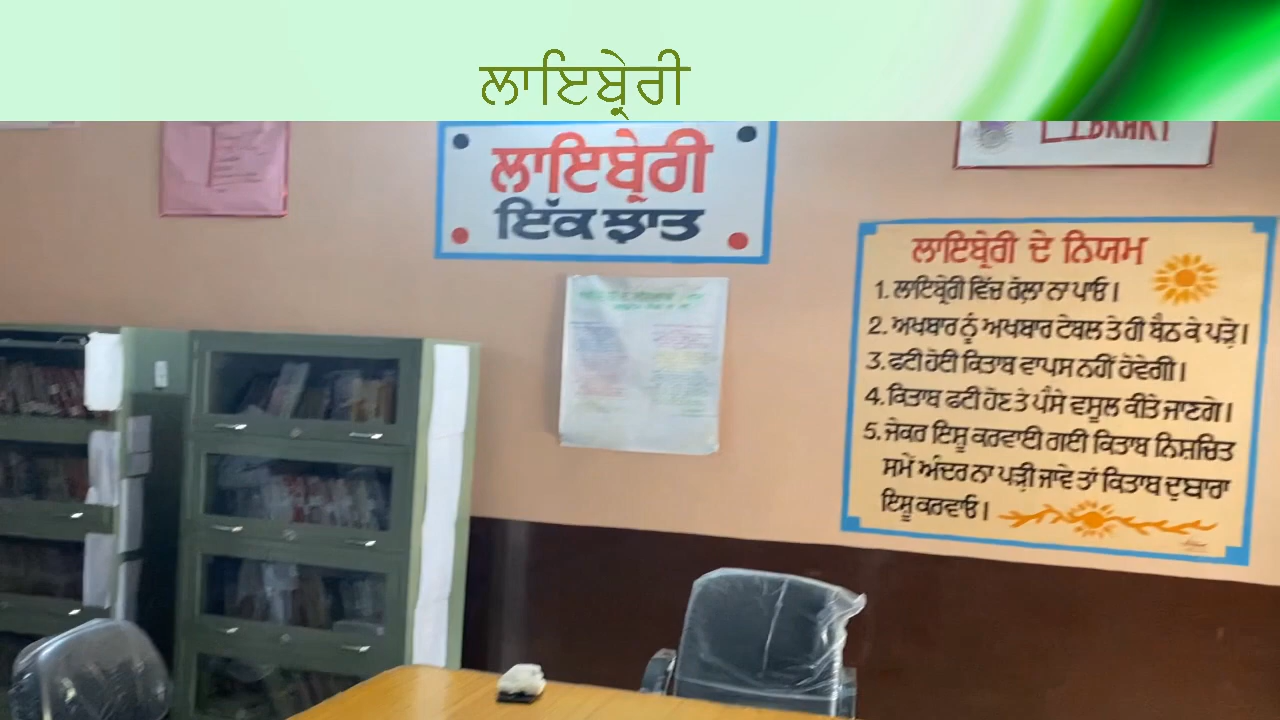 ਲਾਇਬ੍ਰੇਰੀ
ਲਾਇਬ੍ਰੇਰੀ
ਇੱਕ ਝਾਤ
LIBRARY
ਲਾਇਬ੍ਰੇਰੀ ਦੇ ਨਿਯਮ
1. ਲਾਇਬ੍ਰੇਰੀ ਵਿੱਚ ਰੌਲਾ ਨਾ ਪਾਓ।
2. ਅਖਬਾਰ ਨੂੰ ਅਖਬਾਰ ਟੇਬਲ ਤੇ ਹੀ ਬੈਠ ਕੇ ਪੜੋ।
3. ਫਟੀ ਹੋਈ ਕਿਤਾਬ ਵਾਪਸ ਨਹੀਂ ਹੋਵੇਗੀ।
4. ਕਿਤਾਬ ਫਟੀ ਹੋਣ ਤੇ ਪੈਸੇ ਵਸੂਲ ਕੀਤੇ ਜਾਣਗੇ।
5. ਜੇਕਰ ਇਸ਼ੂ ਕਰਵਾਈ ਗਈ ਕਿਤਾਬ ਨਿਸ਼ਚਿਤ
ਸਮੇਂ ਅੰਦਰ ਨਾ ਪੜੀ ਜਾਵੇ ਤਾਂ ਕਿਤਾਬ ਦੁਬਾਰਾ
ਇਸ਼ੂ ਕਰਵਾਓ।